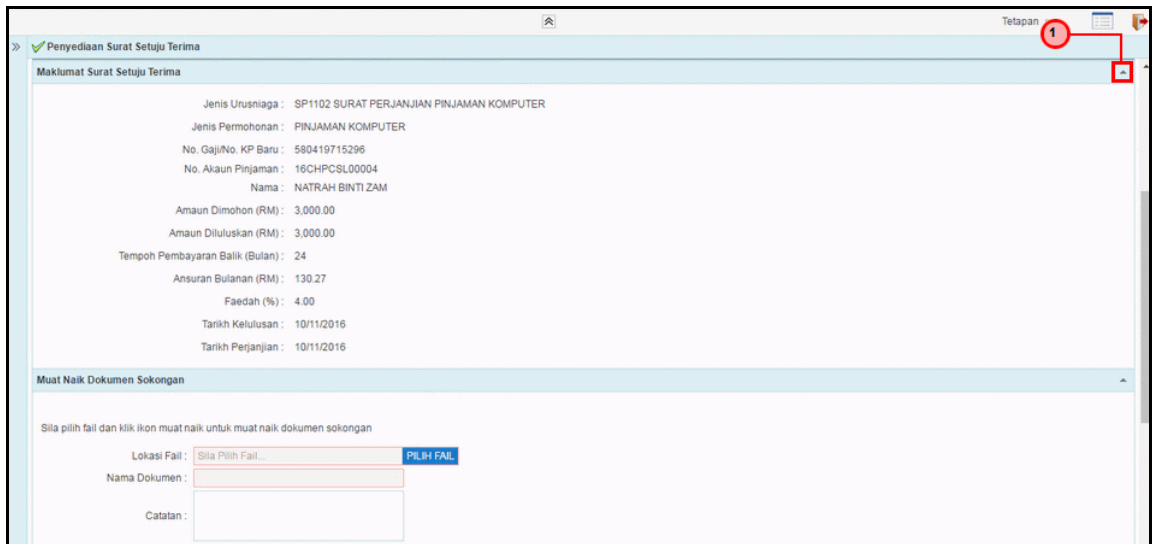 Tetapan
1
Penyediaan Surat Setuju Terima
Maklumat Surat Setuju Terima
Jenis Urusniaga : SP1102 SURAT PERJANJIAN PINJAMAN KOMPUTER
Jenis Permohonan : PINJAMAN KOMPUTER
No. Gaji/No. KP Baru : 580419715296
No. Akaun Pinjaman : 16CHPCSL00004
Nama : NATRAH BINTI ZAM
Amaun Dimohon (RM) : 3,000.00
Amaun Diluluskan (RM) : 3,000.00
Tempoh Pembayaran Balik (Bulan) : 24
Ansuran Bulanan (RM) : 130.27
Faedah (%) : 4.00
Tarikh Kelulusan : 10/11/2016
Tarikh Perjanjian : 10/11/2016
Muat Naik Dokumen Sokongan
Sila pilih fail dan klik ikon muat naik untuk muat naik dokumen sokongan
Lokasi Fail : Sila Pilih Fail... PILIH FAIL
Nama Dokumen :
Catatan :